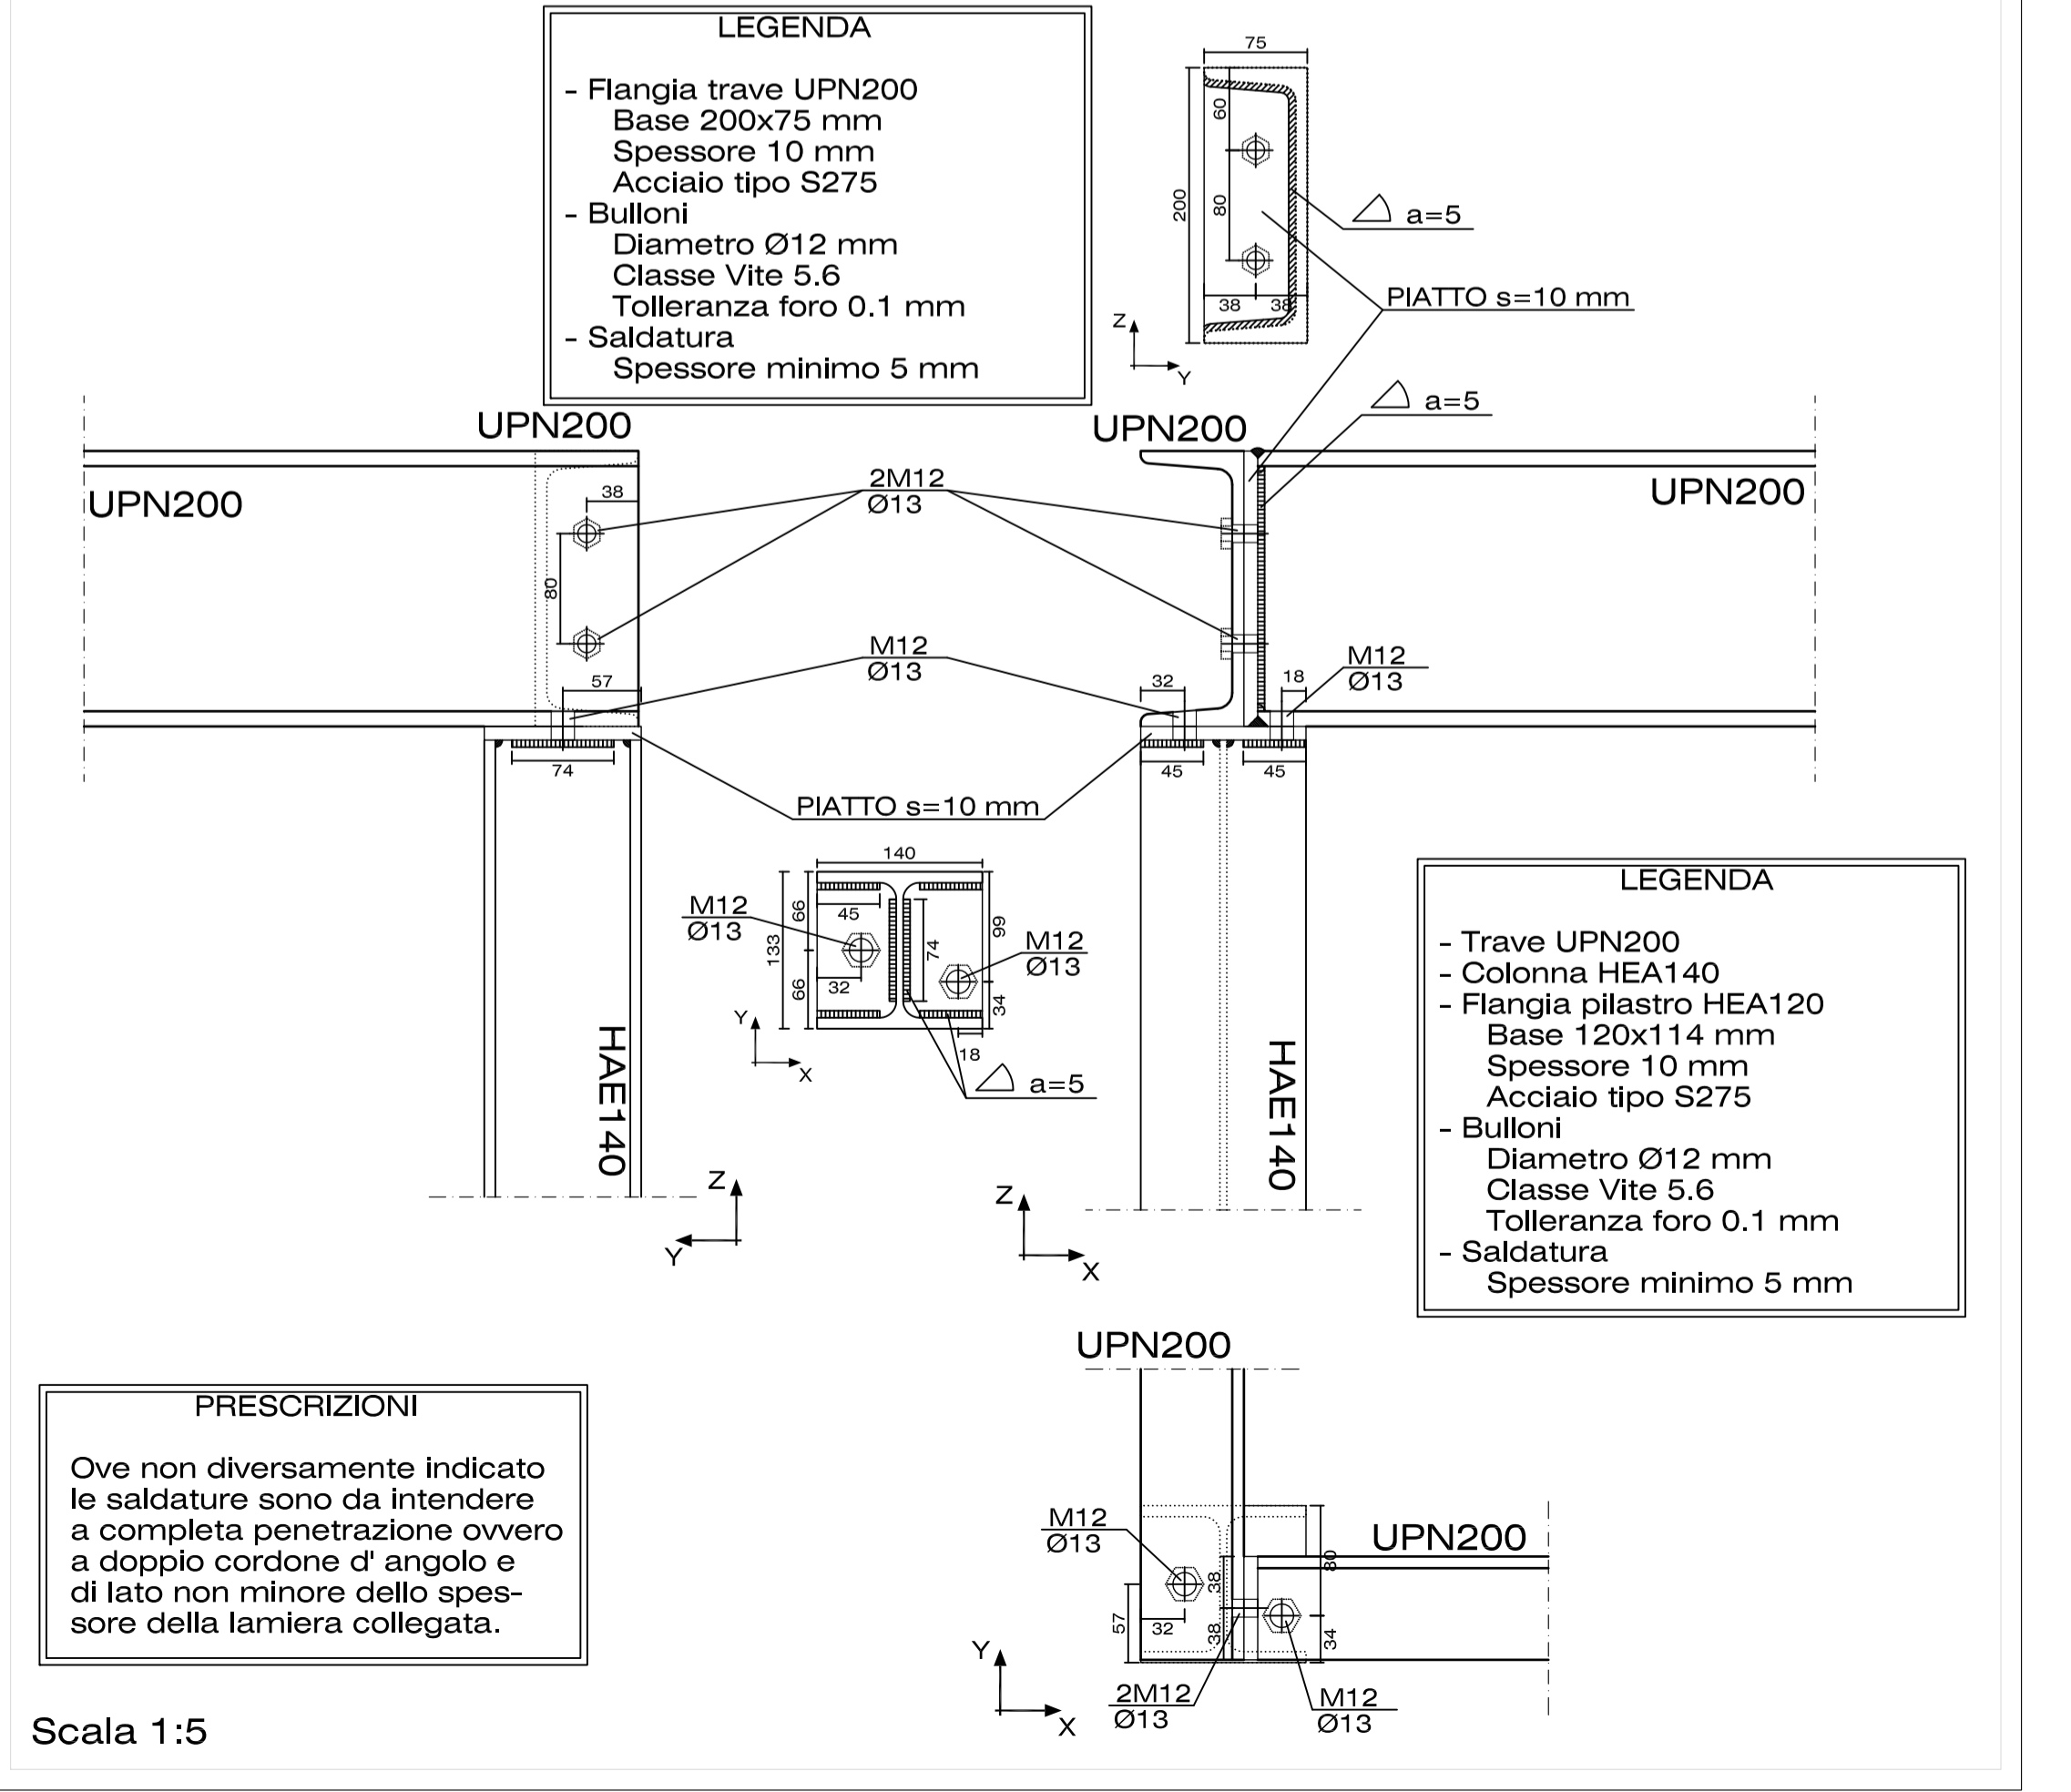 LEGENDA
- Flangia trave UPN200
Base 200x75 mm
Spessore 10 mm
Acciaio tipo S275
- Bulloni
Diametro Ø12 mm
Classe Vite 5.6
Tolleranza foro 0.1 mm
- Saldatura
Spessore minimo 5 mm
75
60
200
80
38
38
a=5
PIATTO s=10 mm
Z
Y
a=5
UPN200
UPN200
UPN200
UPN200
38
2M12
Ø13
80
M12
Ø13
57
32
M12
Ø13
18
74
45
45
PIATTO s=10 mm
140
M12
Ø13
66
45
133
74
99
M12
Ø13
66
32
34
18
Y
X
a=5
HAE140
HAE140
Z
Y
Z
X
LEGENDA
- Trave UPN200
- Colonna HEA140
- Flangia pilastro HEA120
Base 120x114 mm
Spessore 10 mm
Acciaio tipo S275
- Bulloni
Diametro Ø12 mm
Classe Vite 5.6
Tolleranza foro 0.1 mm
- Saldatura
Spessore minimo 5 mm
PRESCRIZIONI
Ove non diversamente indicato
le saldature sono da intendere
a completa penetrazione ovvero
a doppio cordone d' angolo e
di lato non minore dello spes-
sore della lamiera collegata.
Scala 1:5
UPN200
M12
Ø13
UPN200
80
38
57
32
38
34
Y
X
2M12
Ø13
M12
Ø13